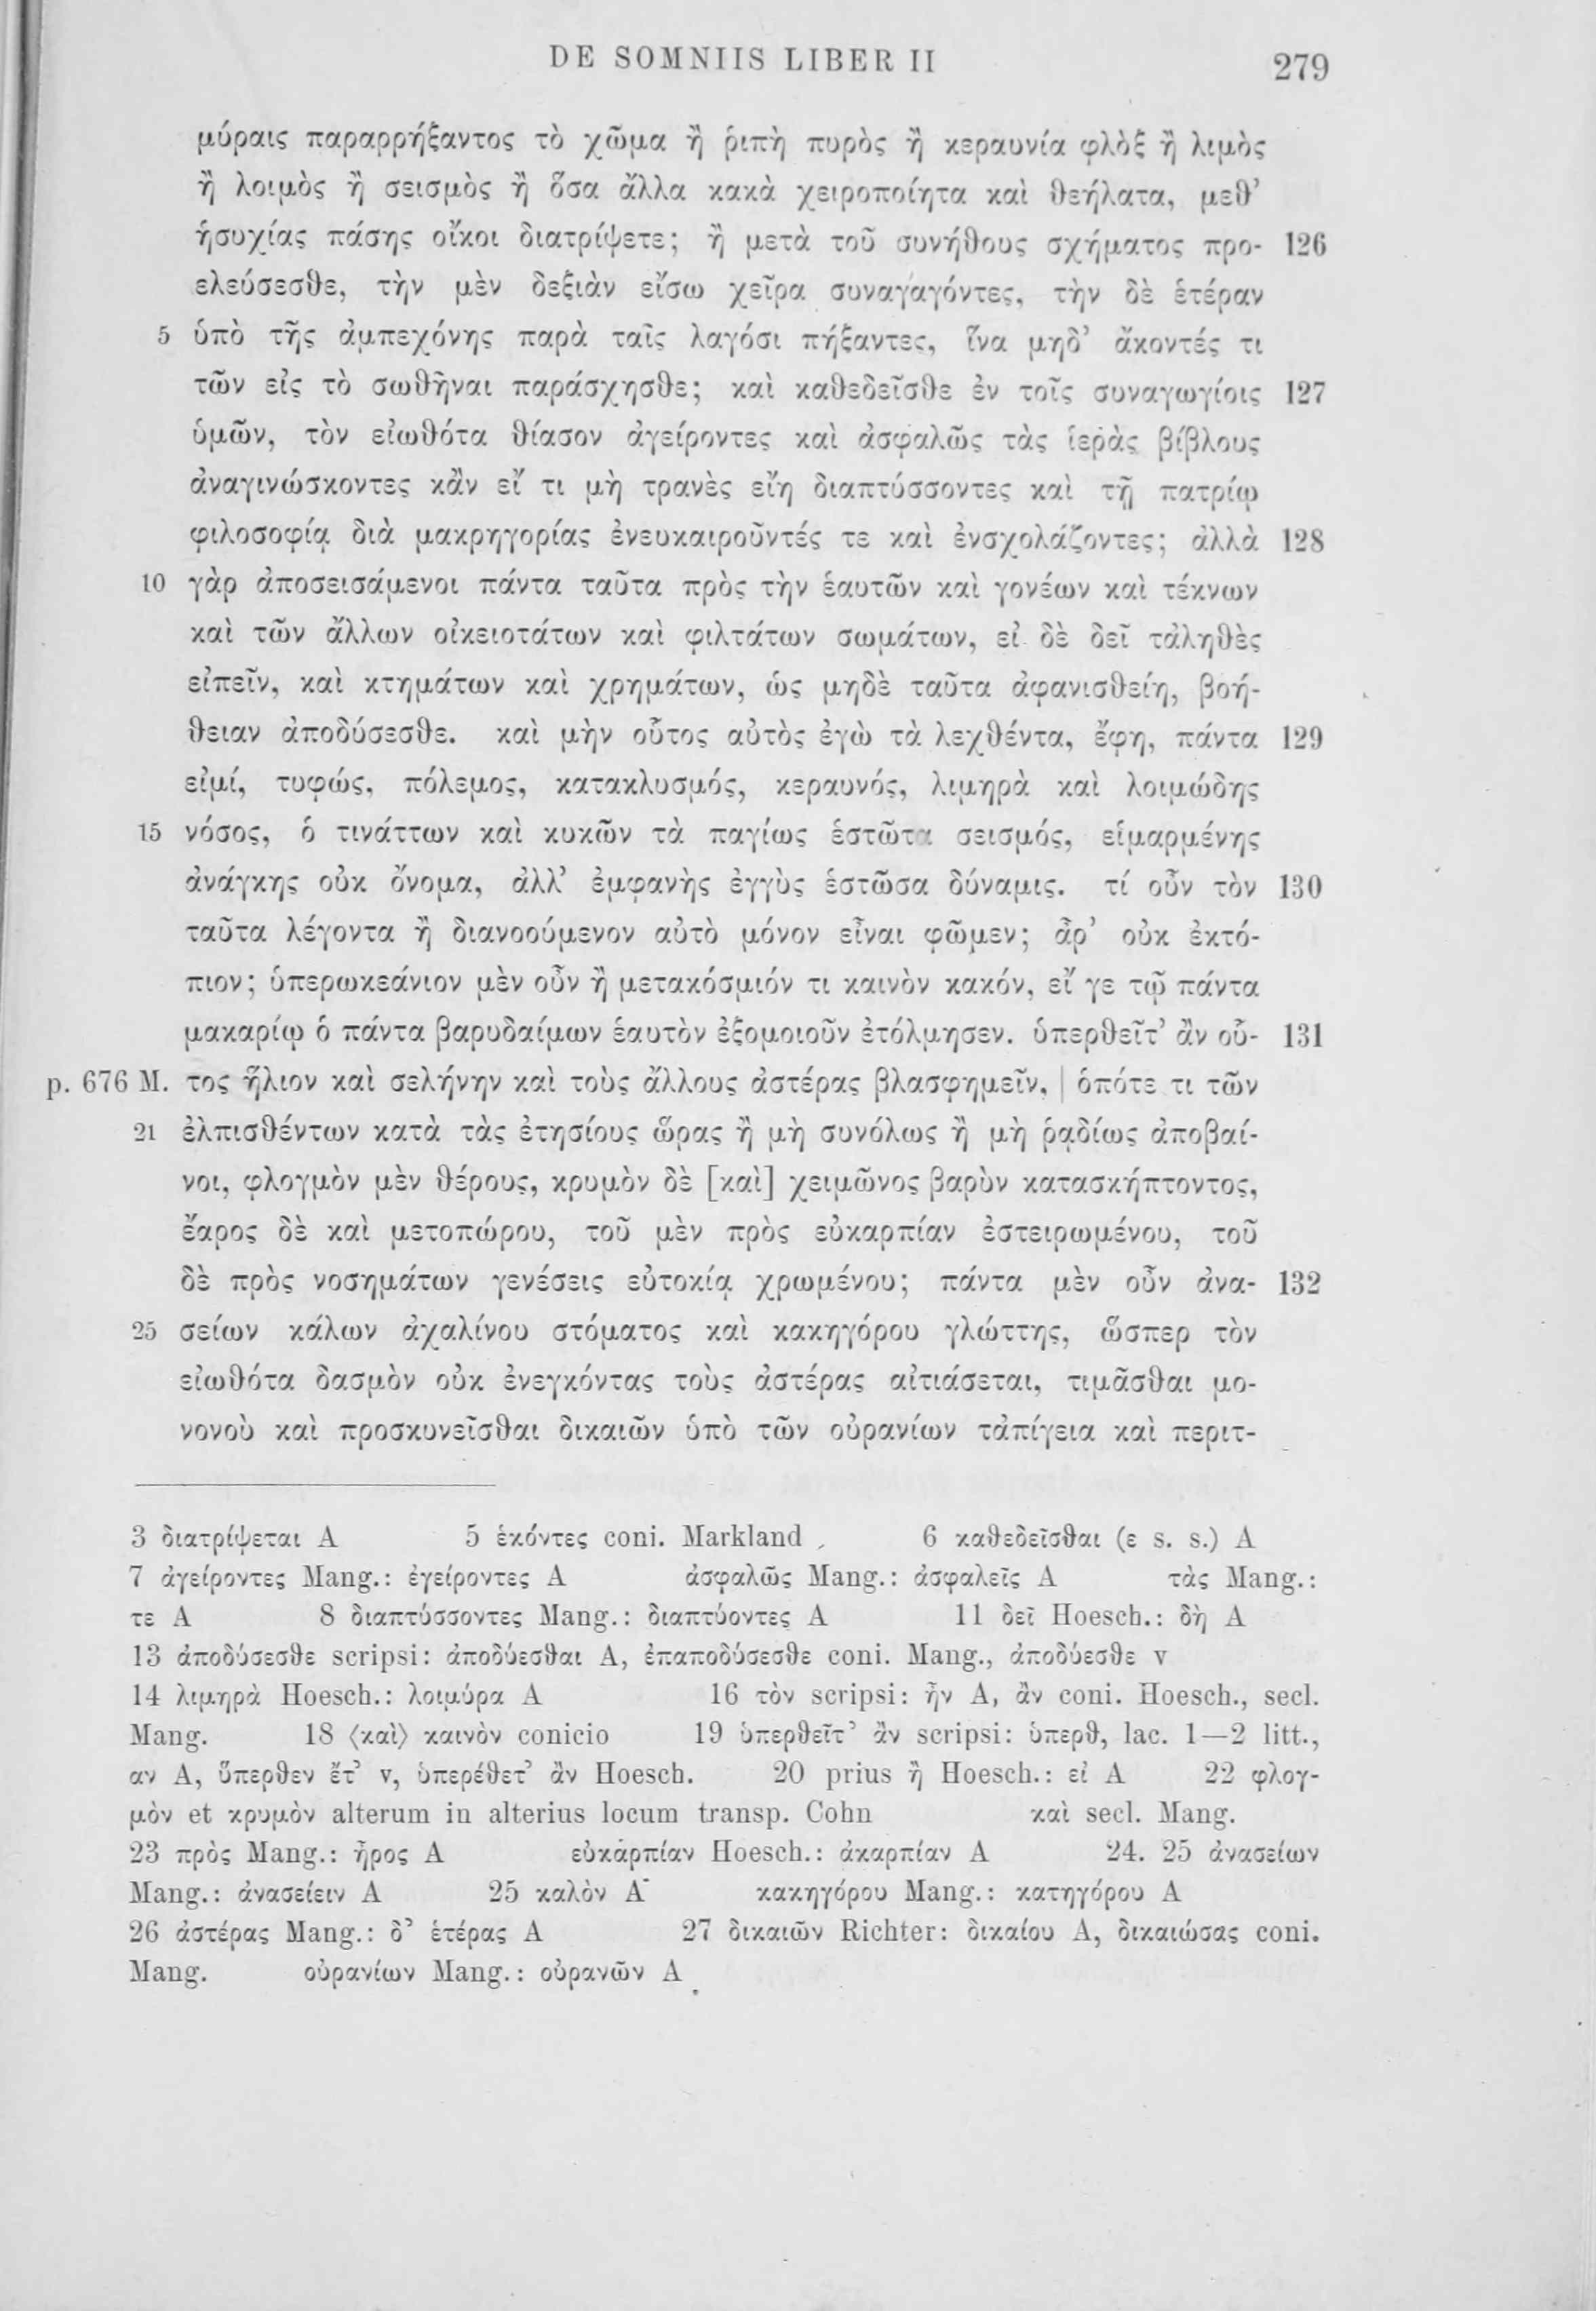 DE SOMNIIS LIBER II 279
μύραις παραρρήξαντος τὸ χῶμα ἢ ῥιπὴ πυρὸς ἢ κεραυνία φλὸξ ἢ λιμὸς
ἢ λοιμὸς ἢ σεισμὸς ἢ ὅσα ἄλλα κακὰ χειροποίητα καὶ θεήλατα, μεθ’
ἡσυχίας πάσης οἴκοι διατρίψετε; ἢ μετὰ τοῦ συνήθους σχήματος προ- 126
ελεύσεσθε, τὴν μὲν δεξιὰν εἴσω χεῖρα συναγαγόντες, τὴν δὲ ἑτέραν
5 ὑπὸ τῆς ἀμπεχόνης παρὰ ταῖς λαγόσι πήξαντες, ἵνα μηδ’ ἄκοντές τι
τῶν εἰς τὸ σωθῆναι παράσχησθε; καὶ καθεδεῖσθε ἐν τοῖς συναγωγίοις 127
ὑμῶν, τὸν εἰωθότα θίασον ἀγείροντες καὶ ἀσφαλῶς τὰς ἱερὰς βίβλους
ἀναγινώσκοντες κἂν εἴ τι μὴ τρανὲς εἴη διαπτύσσοντες καὶ τῇ πατρίῳ
φιλοσοφίᾳ διὰ μακρηγορίας ἐνευκαιροῦντές τε καὶ ἐνσχολάζοντες; ἀλλὰ 128
10 γὰρ ἀποσεισάμενοι πάντα ταῦτα πρὸς τὴν ἑαυτῶν καὶ γονέων καὶ τέκνων
καὶ τῶν ἄλλων οἰκειοτάτων καὶ φιλτάτων σωμάτων, εἰ δὲ δεῖ τἀληθὲς
εἰπεῖν, καὶ κτημάτων καὶ χρημάτων, ὡς μηδὲ ταῦτα ἀφανισθείη, βοή-
θειαν ἀποδύσεσθε. καὶ μὴν οὗτος αὐτὸς ἐγὼ τὰ λεχθέντα, ἔφη, πάντα 129
εἰμί, τυφώς, πόλεμος, κατακλυσμός, κεραυνός, λιμηρὰ καὶ λοιμώδης
15 νόσος, ὁ τινάττων καὶ κυκῶν τὰ παγίως ἑστῶτα σεισμός, εἱμαρμένης
ἀνάγκης οὐκ ὄνομα, ἀλλ’ ἐμφανὴς ἐγγὺς ἑστῶσα δύναμις. τί οὖν τὸν 130
ταῦτα λέγοντα ἢ διανοούμενον αὐτὸ μόνον εἶναι φῶμεν; ἆρ’ οὐκ ἐκτό-
πιον; ὑπερωκεάνιον μὲν οὖν ἢ μετακόσμιόν τι καινὸν κακόν, εἴ γε τῷ πάντα
μακαρίῳ ὁ πάντα βαρυδαίμων ἑαυτὸν ἐξομοιοῦν ἐτόλμησεν. ὑπερθεῖτ’ ἂν οὗ- 131
p. 676 M. τος ἥλιον καὶ σελήνην καὶ τοὺς ἄλλους ἀστέρας βλασφημεῖν, | ὁπότε τι τῶν
21 ἐλπισθέντων κατὰ τὰς ἐτησίους ὥρας ἢ μὴ συνόλως ἢ μὴ ῥᾳδίως ἀποβαί-
νοι, φλογμὸν μὲν θέρους, κρυμὸν δὲ [καὶ] χειμῶνος βαρὺν κατασκήπτοντος,
ἔαρος δὲ καὶ μετοπώρου, τοῦ μὲν πρὸς εὐκαρπίαν ἐστειρωμένου, τοῦ
δὲ πρὸς νοσημάτων γενέσεις εὐτοκίᾳ χρωμένου; πάντα μὲν οὖν ἀνα- 132
25 σείων κάλων ἀχαλίνου στόματος καὶ κακηγόρου γλώττης, ὥσπερ τὸν
εἰωθότα δασμὸν οὐκ ἐνεγκόντας τοὺς ἀστέρας αἰτιάσεται, τιμᾶσθαι μο-
νονοὺ καὶ προσκυνεῖσθαι δικαιῶν ὑπὸ τῶν οὐρανίων τἀπίγεια καὶ περιτ-
3 διατρίψεται A 5 ἑκόντες coni. Markland 6 καθεδεῖσθαι (ε s. s.) A
7 ἀγείροντες Mang.: ἐγείροντες A ἀσφαλῶς Mang.: ἀσφαλεῖς A τὰς Mang.:
τε A 8 διαπτύσσοντες Mang.: διαπτύοντες A 11 δεῖ Hoesch.: δὴ A
13 ἀποδύσεσθε scripsi: ἀποδύεσθαι A, ἐπαποδύσεσθε coni. Mang., ἀποδύεσθε v
14 λιμηρὰ Hoesch.: λοιμύρα A 16 τὸν scripsi: ἦν A, ἂν coni. Hoesch., secl.
Mang. 18 ⟨καὶ⟩ καινὸν conicio 19 ὑπερθεῖτ’ ἂν scripsi: ὑπερθ, lac. 1—2 litt.,
αν A, ὕπερθεν ἔτ’ v, ὑπερέθετ’ ἂν Hoesch. 20 prius ἢ Hoesch.: εἰ A 22 φλογ-
μὸν et κρυμὸν alterum in alterius locum transp. Cohn καὶ secl. Mang.
23 πρὸς Mang.: ἦρος A εὐκαρπίαν Hoesch.: ἀκαρπίαν A 24. 25 ἀνασείων
Mang.: ἀνασείειν A 25 καλὸν A κακηγόρου Mang.: κατηγόρου A
26 ἀστέρας Mang.: δ’ ἑτέρας A 27 δικαιῶν Richter: δικαίου A, δικαιώσας coni.
Mang. οὐρανίων Mang.: οὐρανῶν A